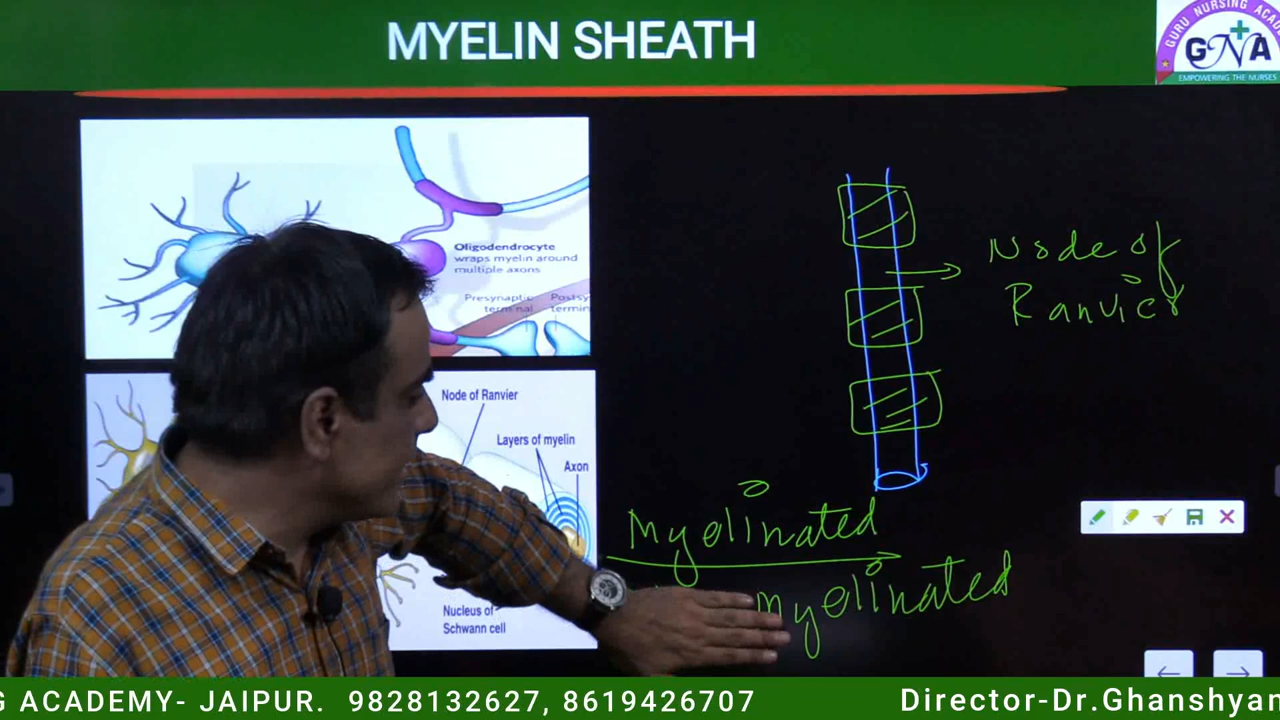 MYELIN SHEATH
GURU NURSING ACA
GNA
EMPOWERING THE NURSES
Oligodendrocyte
wraps myelin around
multiple axons
Presynaptic
Node of Ranvier
Layers of myelin
Axon
Nucleus of
Schwann cell
Node of
Ranvier
Myelinated
myelinated
G ACADEMY- JAIPUR. 9828132627, 8619426707
Director-Dr.Ghanshyam